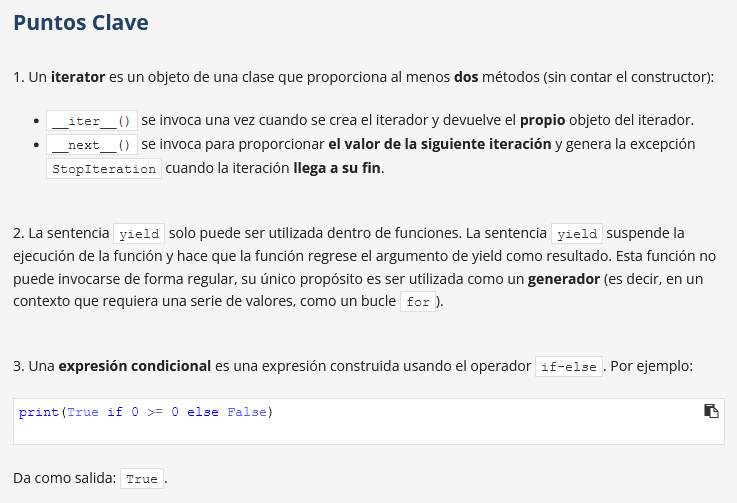 Puntos Clave
1. Un iterator es un objeto de una clase que proporciona al menos dos métodos (sin contar el constructor):
• __iter__() se invoca una vez cuando se crea el iterador y devuelve el propio objeto del iterador.
• __next__() se invoca para proporcionar el valor de la siguiente iteración y genera la excepción
StopIteration cuando la iteración llega a su fin.
2. La sentencia yield solo puede ser utilizada dentro de funciones. La sentencia yield suspende la
ejecución de la función y hace que la función regrese el argumento de yield como resultado. Esta función no
puede invocarse de forma regular, su único propósito es ser utilizada como un generador (es decir, en un
contexto que requiera una serie de valores, como un bucle for ).
3. Una expresión condicional es una expresión construida usando el operador if-else . Por ejemplo:
print(True if 0 >= 0 else False)
Da como salida: True .